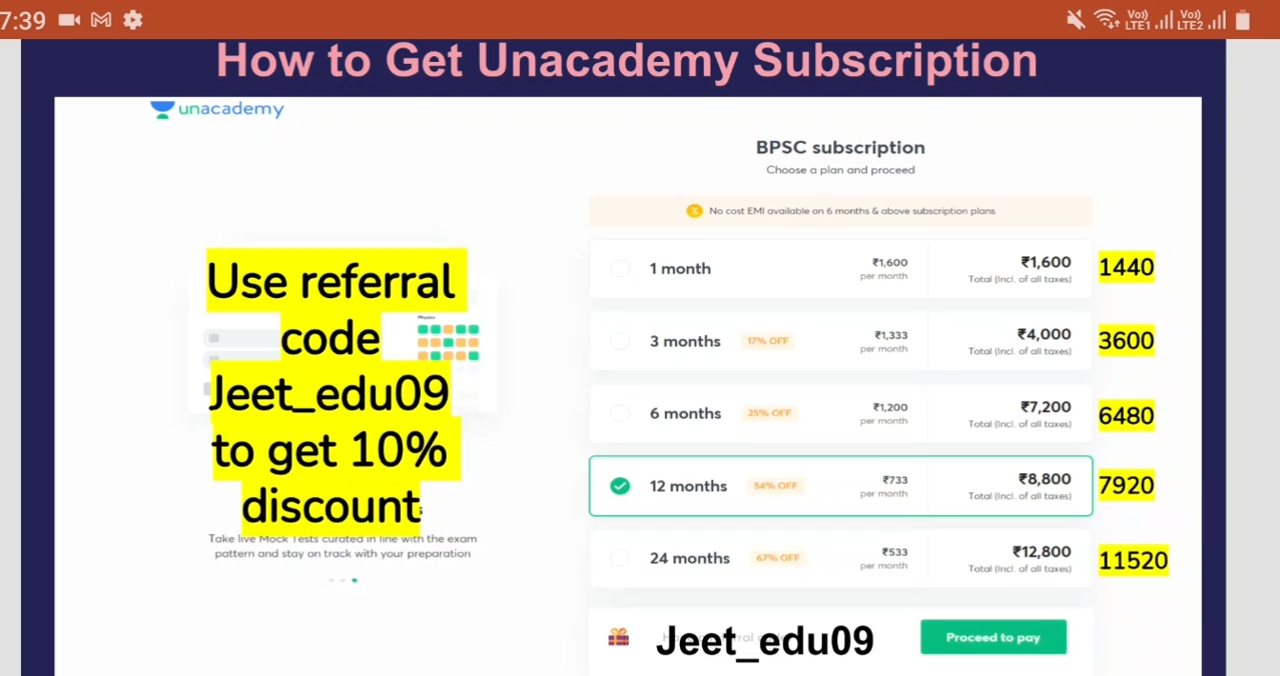 7:39
Vo)) LTE1 Vo)) LTE2
How to Get Unacademy Subscription
unacademy
BPSC subscription
Choose a plan and proceed
No cost EMI available on 6 months & above subscription plans
Use referral
code
Jeet_edu09
to get 10%
discount
Physics
Take live Mock Tests curated in line with the exam
pattern and stay on track with your preparation
1 month ₹1,600 per month ₹1,600 Total (Incl. of all taxes) 1440
3 months 17% OFF ₹1,333 per month ₹4,000 Total (Incl. of all taxes) 3600
6 months 25% OFF ₹1,200 per month ₹7,200 Total (Incl. of all taxes) 6480
12 months 54% OFF ₹733 per month ₹8,800 Total (Incl. of all taxes) 7920
24 months 67% OFF ₹533 per month ₹12,800 Total (Incl. of all taxes) 11520
Jeet_edu09
Proceed to pay